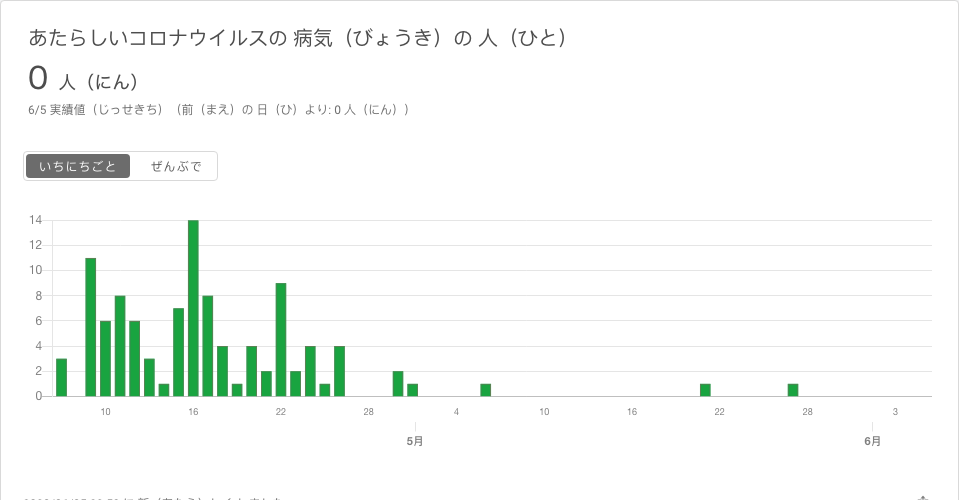 あたらしいコロナウイルスの 病気（びょうき）の 人（ひと）
0 人（にん）
6/5 実績値（じっせきち）（前（まえ）の 日（ひ）より: 0 人（にん））
いちにちごと ぜんぶで
14
12
10
8
6
4
2
0
10 16 22 28 4 10 16 22 28 3
5月 6月